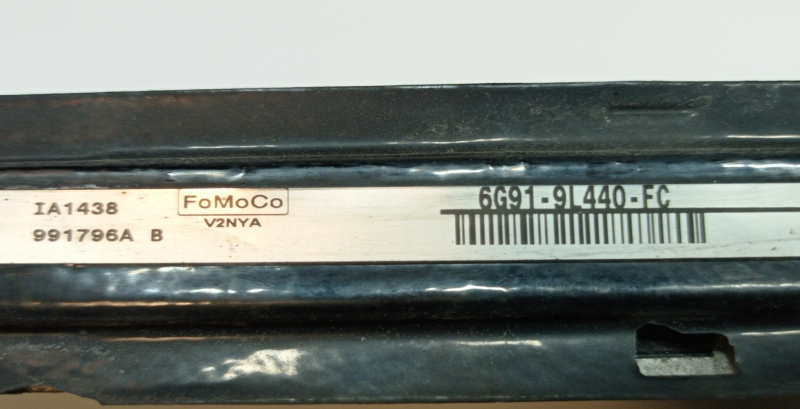 IA1438
991796A B
FoMoCo
V2NYA
6G91-9L440-FC